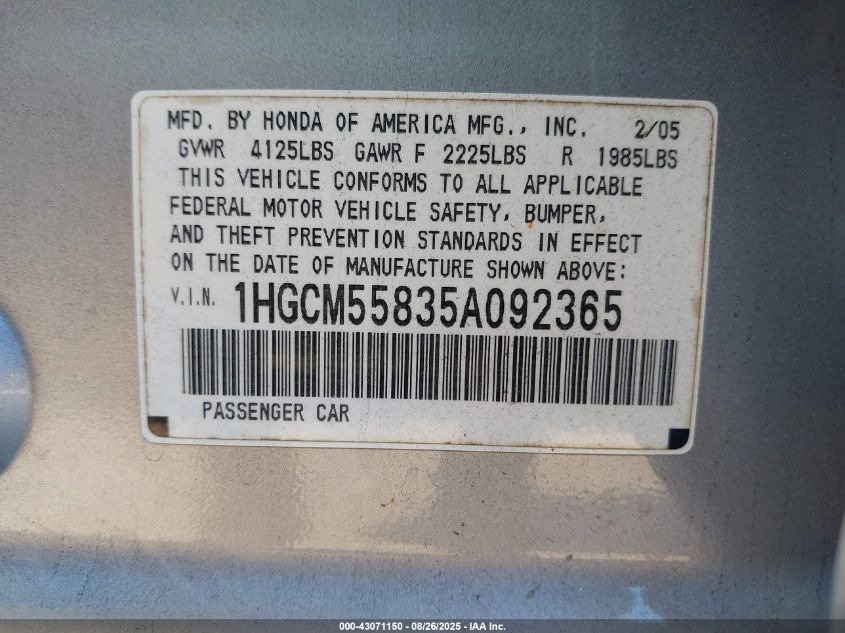 MFD. BY HONDA OF AMERICA MFG., INC. 2/05
GVWR 4125LBS GAWR F 2225LBS R 1985LBS
THIS VEHICLE CONFORMS TO ALL APPLICABLE
FEDERAL MOTOR VEHICLE SAFETY, BUMPER,
AND THEFT PREVENTION STANDARDS IN EFFECT
ON THE DATE OF MANUFACTURE SHOWN ABOVE:
V.I.N. 1HGCM55835A092365
PASSENGER CAR
000-43071150 - 08/26/2025 - IAA Inc.